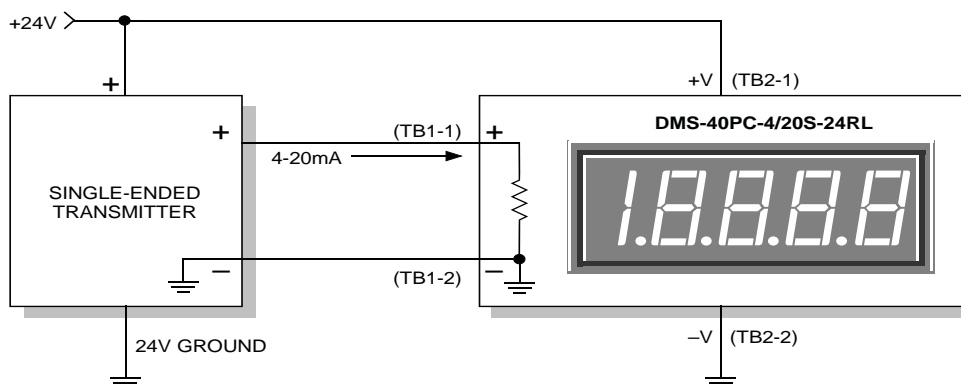 +24V
+
+V (TB2-1)
DMS-40PC-4/20S-24RL
+
(TB1-1)
+
4-20mA
SINGLE-ENDED
TRANSMITTER
1.8.8.8.8
–
(TB1-2)
–
24V GROUND
–V (TB2-2)